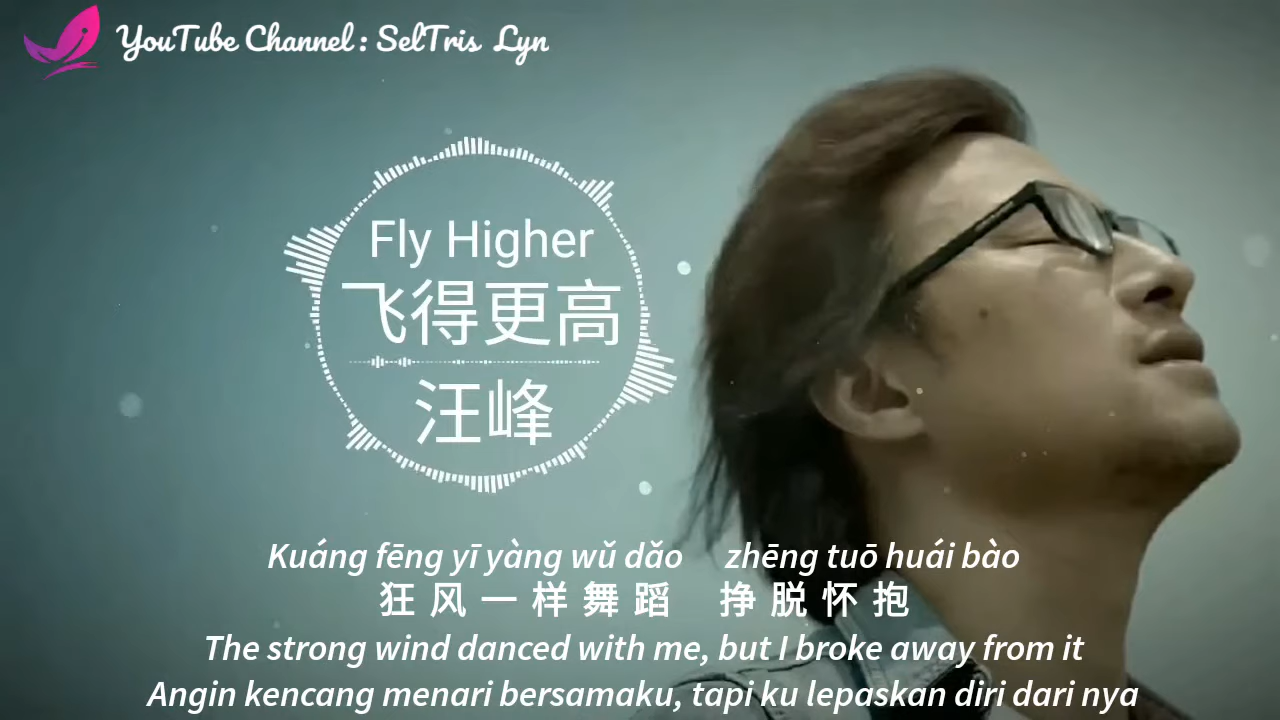 YouTube Channel : SelTris Lyn
Fly Higher
飞得更高
汪峰
Kuáng fēng yī yàng wǔ dǎo zhēng tuō huái bào
狂风一样舞蹈 挣脱怀抱
The strong wind danced with me, but I broke away from it
Angin kencang menari bersamaku, tapi ku lepaskan diri dari nya